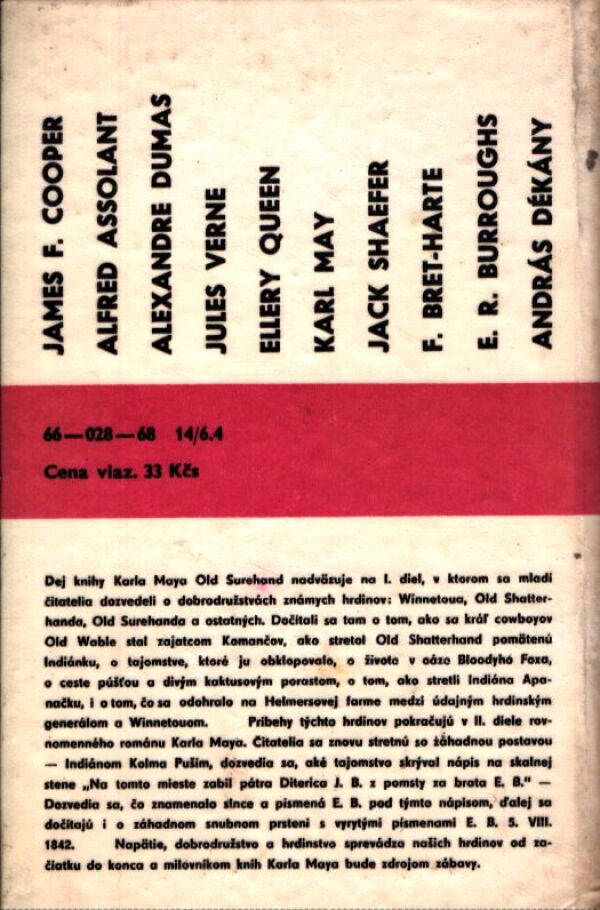 JAMES F. COOPER
ALFRED ASSOLANT
ALEXANDRE DUMAS
JULES VERNE
ELLERY QUEEN
KARL MAY
JACK SHAEFER
F. BRET-HARTE
E. R. BURROUGHS
ANDRÁS DÉKÁNY
66—028—68 14/6.4
Cena viaz. 33 Kčs
Dej knihy Karla Maya Old Surehand nadväzuje na I. diel, v ktorom sa mladí
čitatelia dozvedeli o dobrodružstvách známych hrdinov: Winnetoua, Old Shatter-
handa, Old Surehanda a ostatných. Dočítali sa tam o tom, ako sa kráľ cowboyov
Old Wable stal zajatcom Komančov, ako stretol Old Shatterhand pomätenú
Indiánku, o tajomstve, ktoré ju obklopovalo, o živote v oáze Bloodyho Foxa,
o ceste púšťou a divým kaktusovým porastom, o tom, ako stretli Indiána Apa-
načku, i o tom, čo sa odohralo na Helmersovej farme medzi údajným hrdinským
generálom a Winnetouom. Príbehy týchto hrdinov pokračujú v II. diele rov-
nomenného románu Karla Maya. Čitatelia sa znovu stretnú so záhadnou postavou
— Indiánom Kolma Pušim, dozvedia sa, aké tajomstvo skrýval nápis na skalnej
stene „Na tomto mieste zabil pátra Diterica J. B. z pomsty za brata E. B.“ —
Dozvedia sa, čo znamenalo slnce a písmená E. B. pod týmto nápisom, ďalej sa
dočítajú i o záhadnom snubnom prsteni s vyrytými písmenami E. B. 5. VIII.
1842. Napätie, dobrodružstvo a hrdinstvo sprevádza našich hrdinov od za-
čiatku do konca a milovníkom kníh Karla Maya bude zdrojom zábavy.